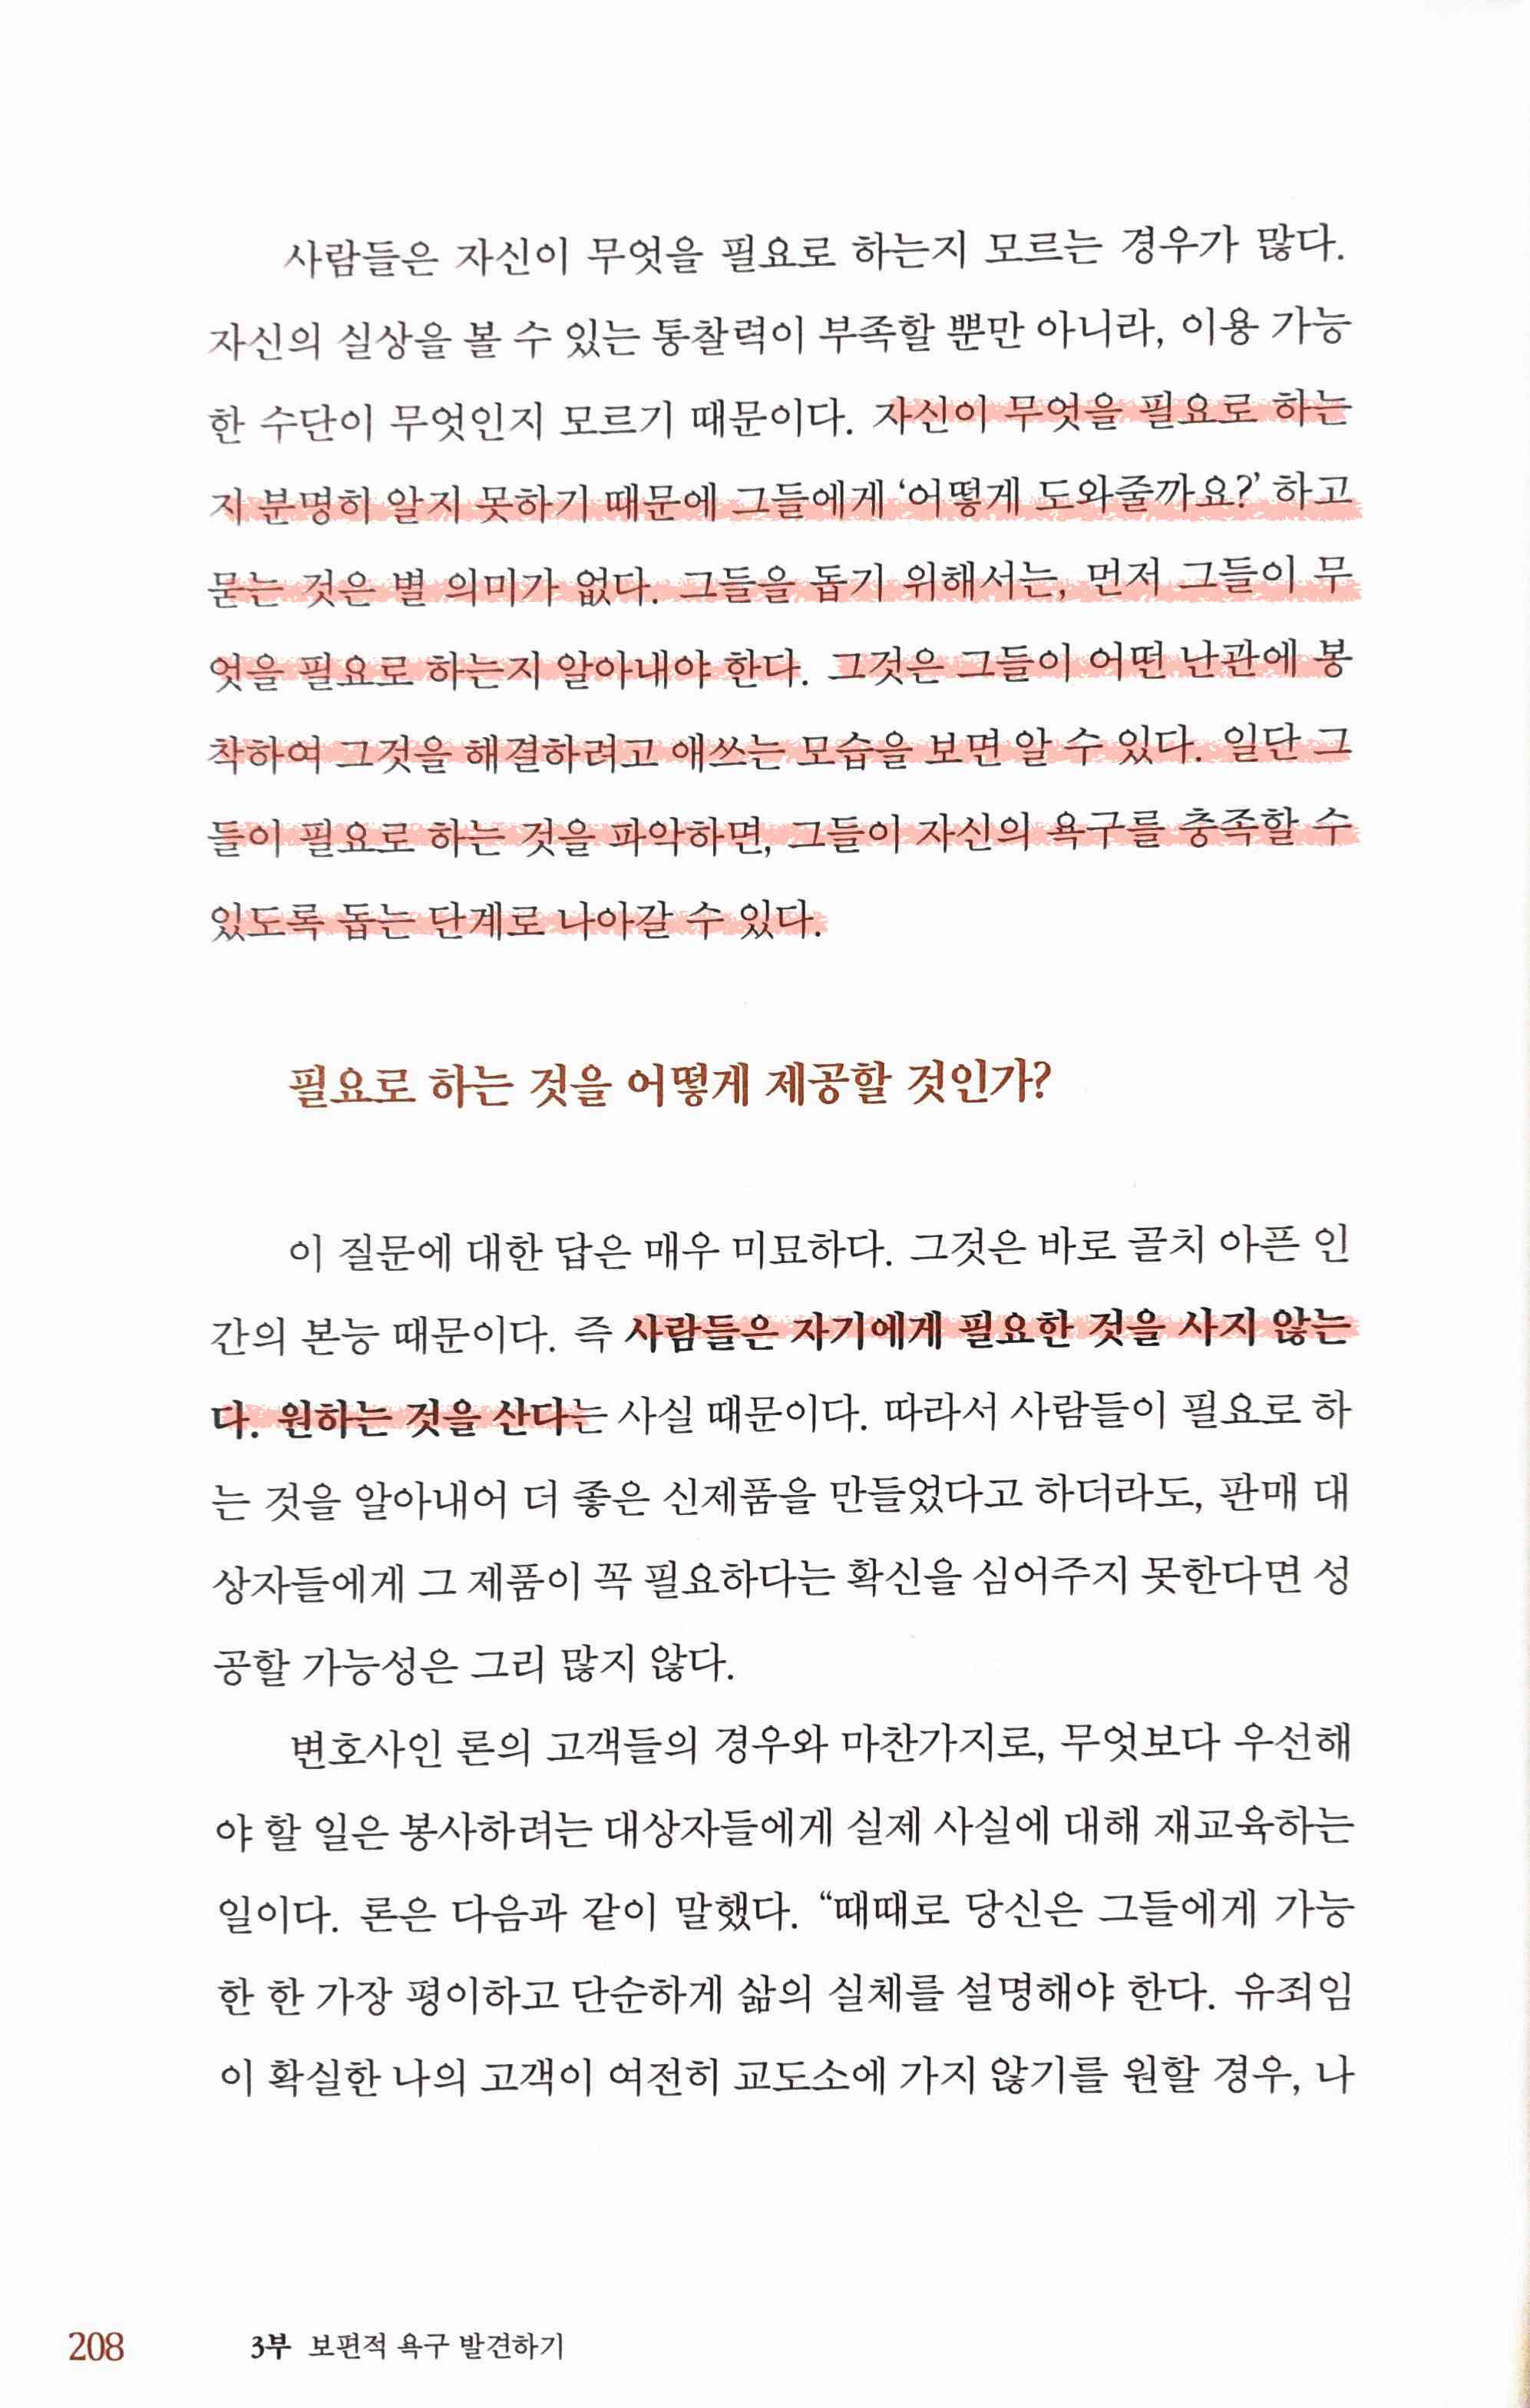 사람들은 자신이 무엇을 필요로 하는지 모르는 경우가 많다.
자신의 실상을 볼 수 있는 통찰력이 부족할 뿐만 아니라, 이용 가능
한 수단이 무엇인지 모르기 때문이다. 자신이 무엇을 필요로 하는
지 분명히 알지 못하기 때문에 그들에게 ‘어떻게 도와줄까요?’ 하고
묻는 것은 별 의미가 없다. 그들을 돕기 위해서는, 먼저 그들이 무
엇을 필요로 하는지 알아내야 한다. 그것은 그들이 어떤 난관에 봉
착하여 그것을 해결하려고 애쓰는 모습을 보면 알 수 있다. 일단 그
들이 필요로 하는 것을 파악하면, 그들이 자신의 욕구를 충족할 수
있도록 돕는 단계로 나아갈 수 있다.
필요로 하는 것을 어떻게 제공할 것인가?
이 질문에 대한 답은 매우 미묘하다. 그것은 바로 골치 아픈 인
간의 본능 때문이다. 즉 사람들은 자기에게 필요한 것을 사지 않는
다. 원하는 것을 산다는 사실 때문이다. 따라서 사람들이 필요로 하
는 것을 알아내어 더 좋은 신제품을 만들었다고 하더라도, 판매 대
상자들에게 그 제품이 꼭 필요하다는 확신을 심어주지 못한다면 성
공할 가능성은 그리 많지 않다.
변호사인 론의 고객들의 경우와 마찬가지로, 무엇보다 우선해
야 할 일은 봉사하려는 대상자들에게 실제 사실에 대해 재교육하는
일이다. 론은 다음과 같이 말했다. “때때로 당신은 그들에게 가능
한 한 가장 평이하고 단순하게 삶의 실체를 설명해야 한다. 유죄임
이 확실한 나의 고객이 여전히 교도소에 가지 않기를 원할 경우, 나
208 3부 보편적 욕구 발견하기